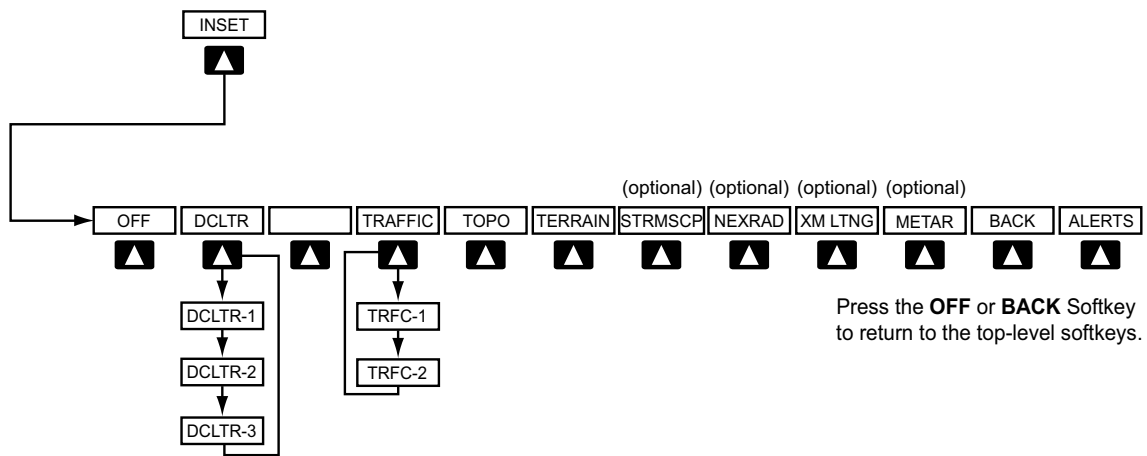 INSET
(optional) (optional) (optional) (optional)
OFF DCLTR TRAFFIC TOPO TERRAIN STRMSCP NEXRAD XM LTNG METAR BACK ALERTS
DCLTR-1 TRFC-1
DCLTR-2 TRFC-2
DCLTR-3
Press the OFF or BACK Softkey
to return to the top-level softkeys.